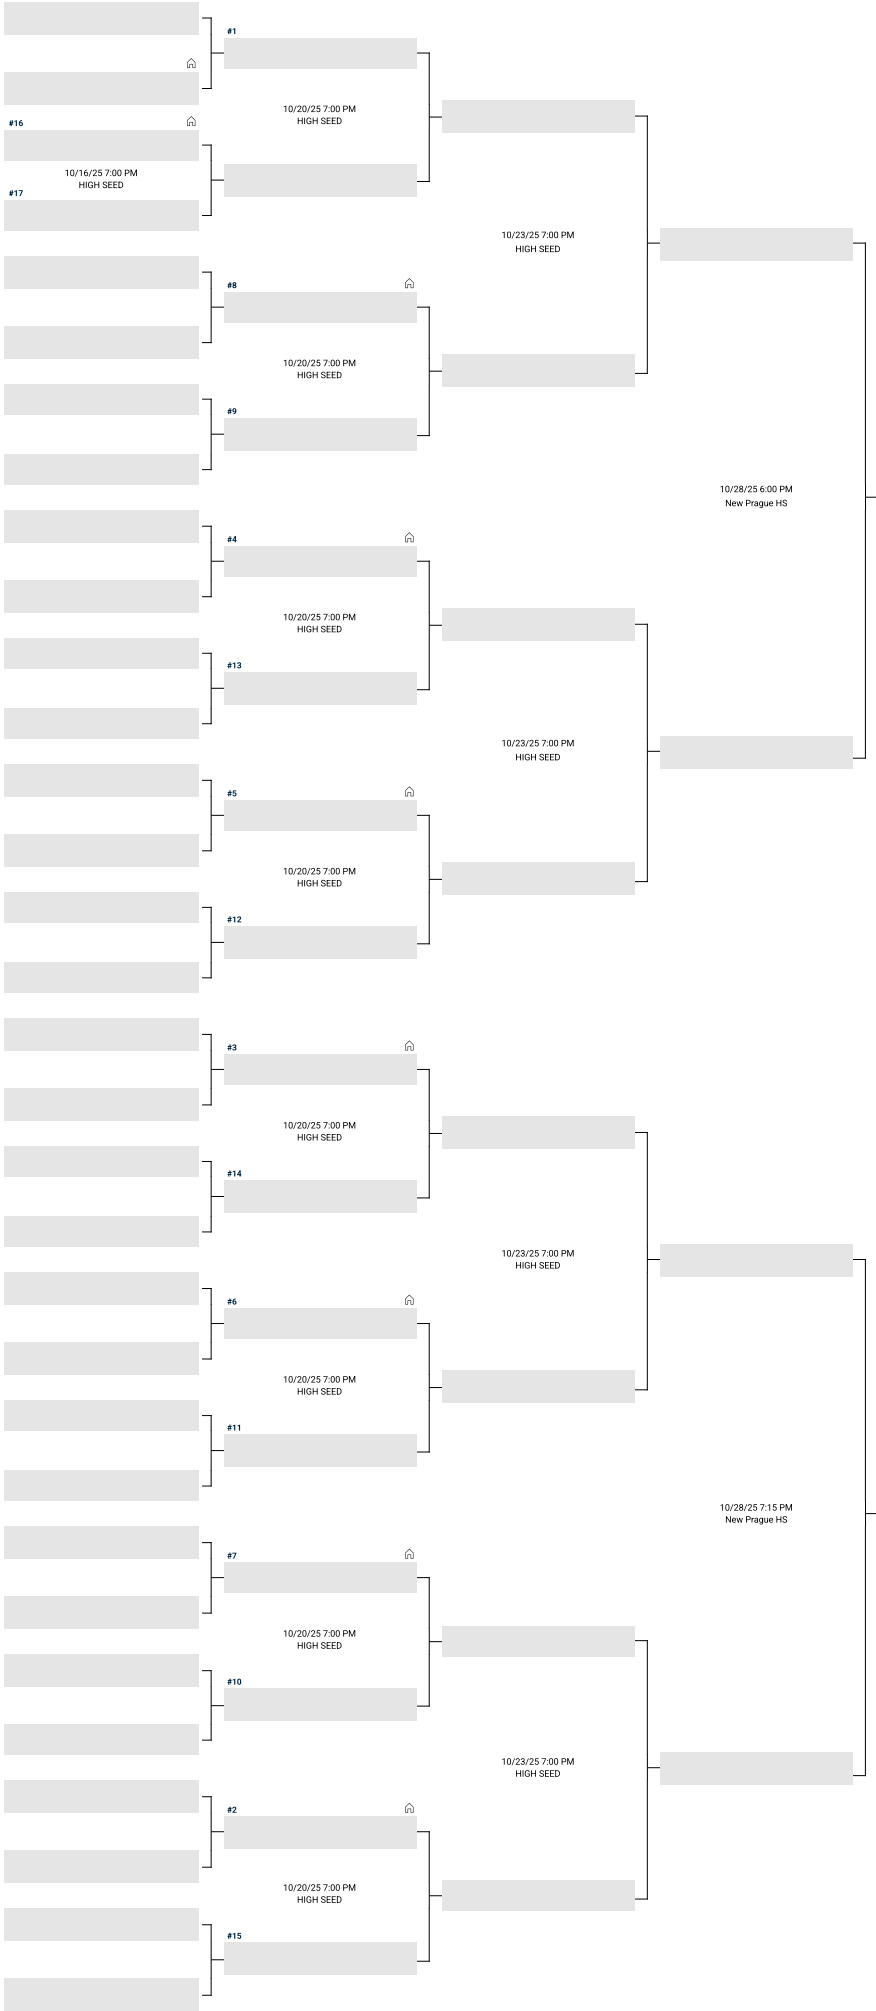 #1
10/20/25 7:00 PM
HIGH SEED
#16
10/16/25 7:00 PM
HIGH SEED
#17
10/23/25 7:00 PM
HIGH SEED
#8
10/20/25 7:00 PM
HIGH SEED
#9
10/28/25 6:00 PM
New Prague HS
#4
10/20/25 7:00 PM
HIGH SEED
#13
10/23/25 7:00 PM
HIGH SEED
#5
10/20/25 7:00 PM
HIGH SEED
#12
#3
10/20/25 7:00 PM
HIGH SEED
#14
10/23/25 7:00 PM
HIGH SEED
#6
10/20/25 7:00 PM
HIGH SEED
#11
10/28/25 7:15 PM
New Prague HS
#7
10/20/25 7:00 PM
HIGH SEED
#10
10/23/25 7:00 PM
HIGH SEED
#2
10/20/25 7:00 PM
HIGH SEED
#15